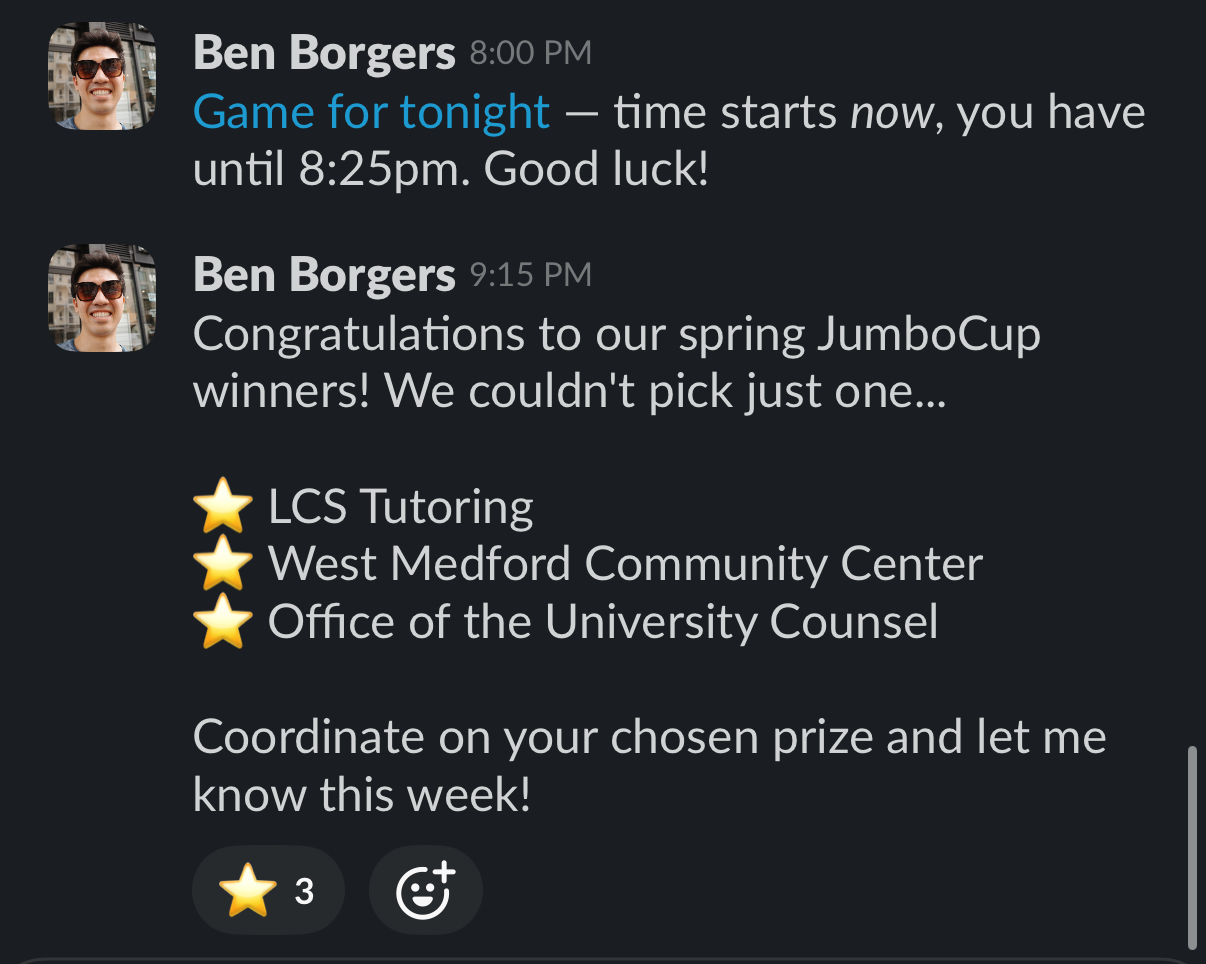 Ben Borgers 8:00 PM
Game for tonight — time starts now, you have
until 8:25pm. Good luck!
Ben Borgers 9:15 PM
Congratulations to our spring JumboCup
winners! We couldn't pick just one...
⭐ LCS Tutoring
⭐ West Medford Community Center
⭐ Office of the University Counsel
Coordinate on your chosen prize and let me
know this week!
⭐ 3